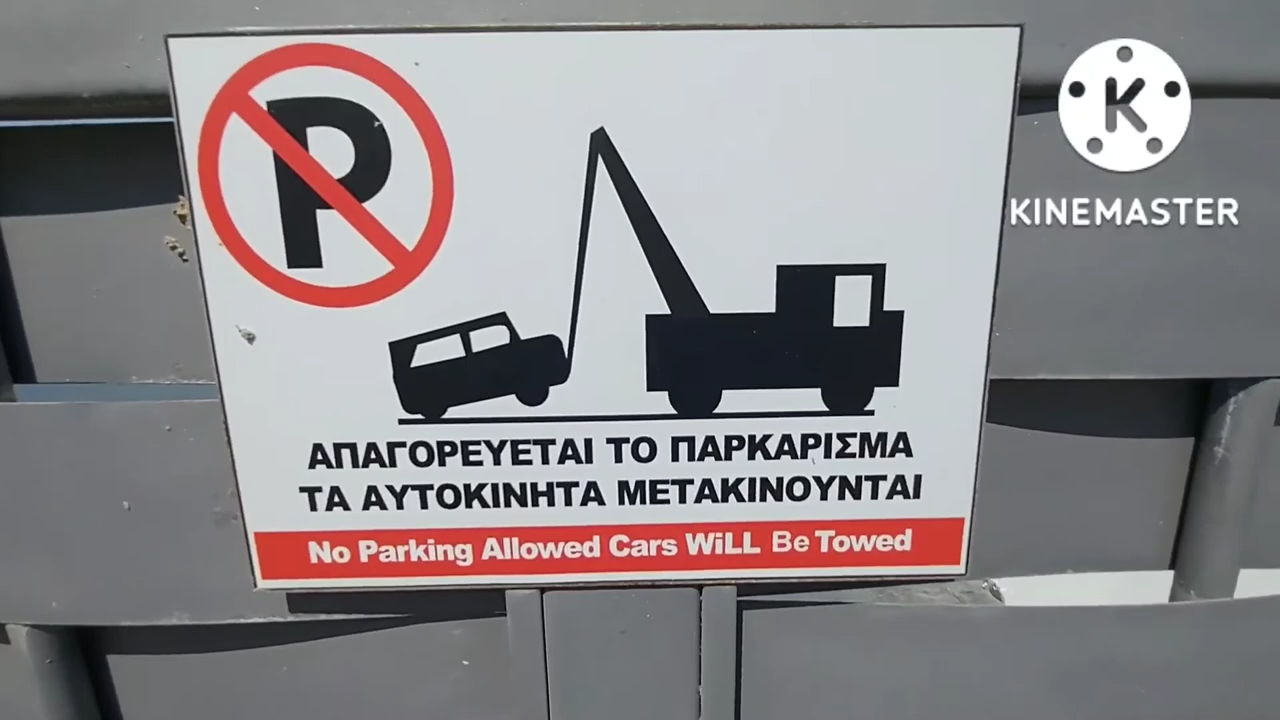 P
K
KINEMASTER
ΑΠΑΓΟΡΕΥΕΤΑΙ ΤΟ ΠΑΡΚΑΡΙΣΜΑ
ΤΑ ΑΥΤΟΚΙΝΗΤΑ ΜΕΤΑΚΙΝΟΥΝΤΑΙ
No Parking Allowed Cars WiLL Be Towed